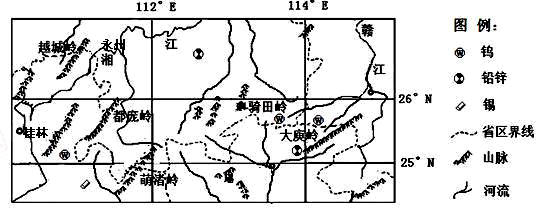 112° E
114° E
图 例:
越城岭
永州
湘
江
赣
江
钨
铅锌
锡
省区界线
山脉
河流
骑田岭
26° N
都庞岭
大庾岭
桂林
25° N
萌渚岭